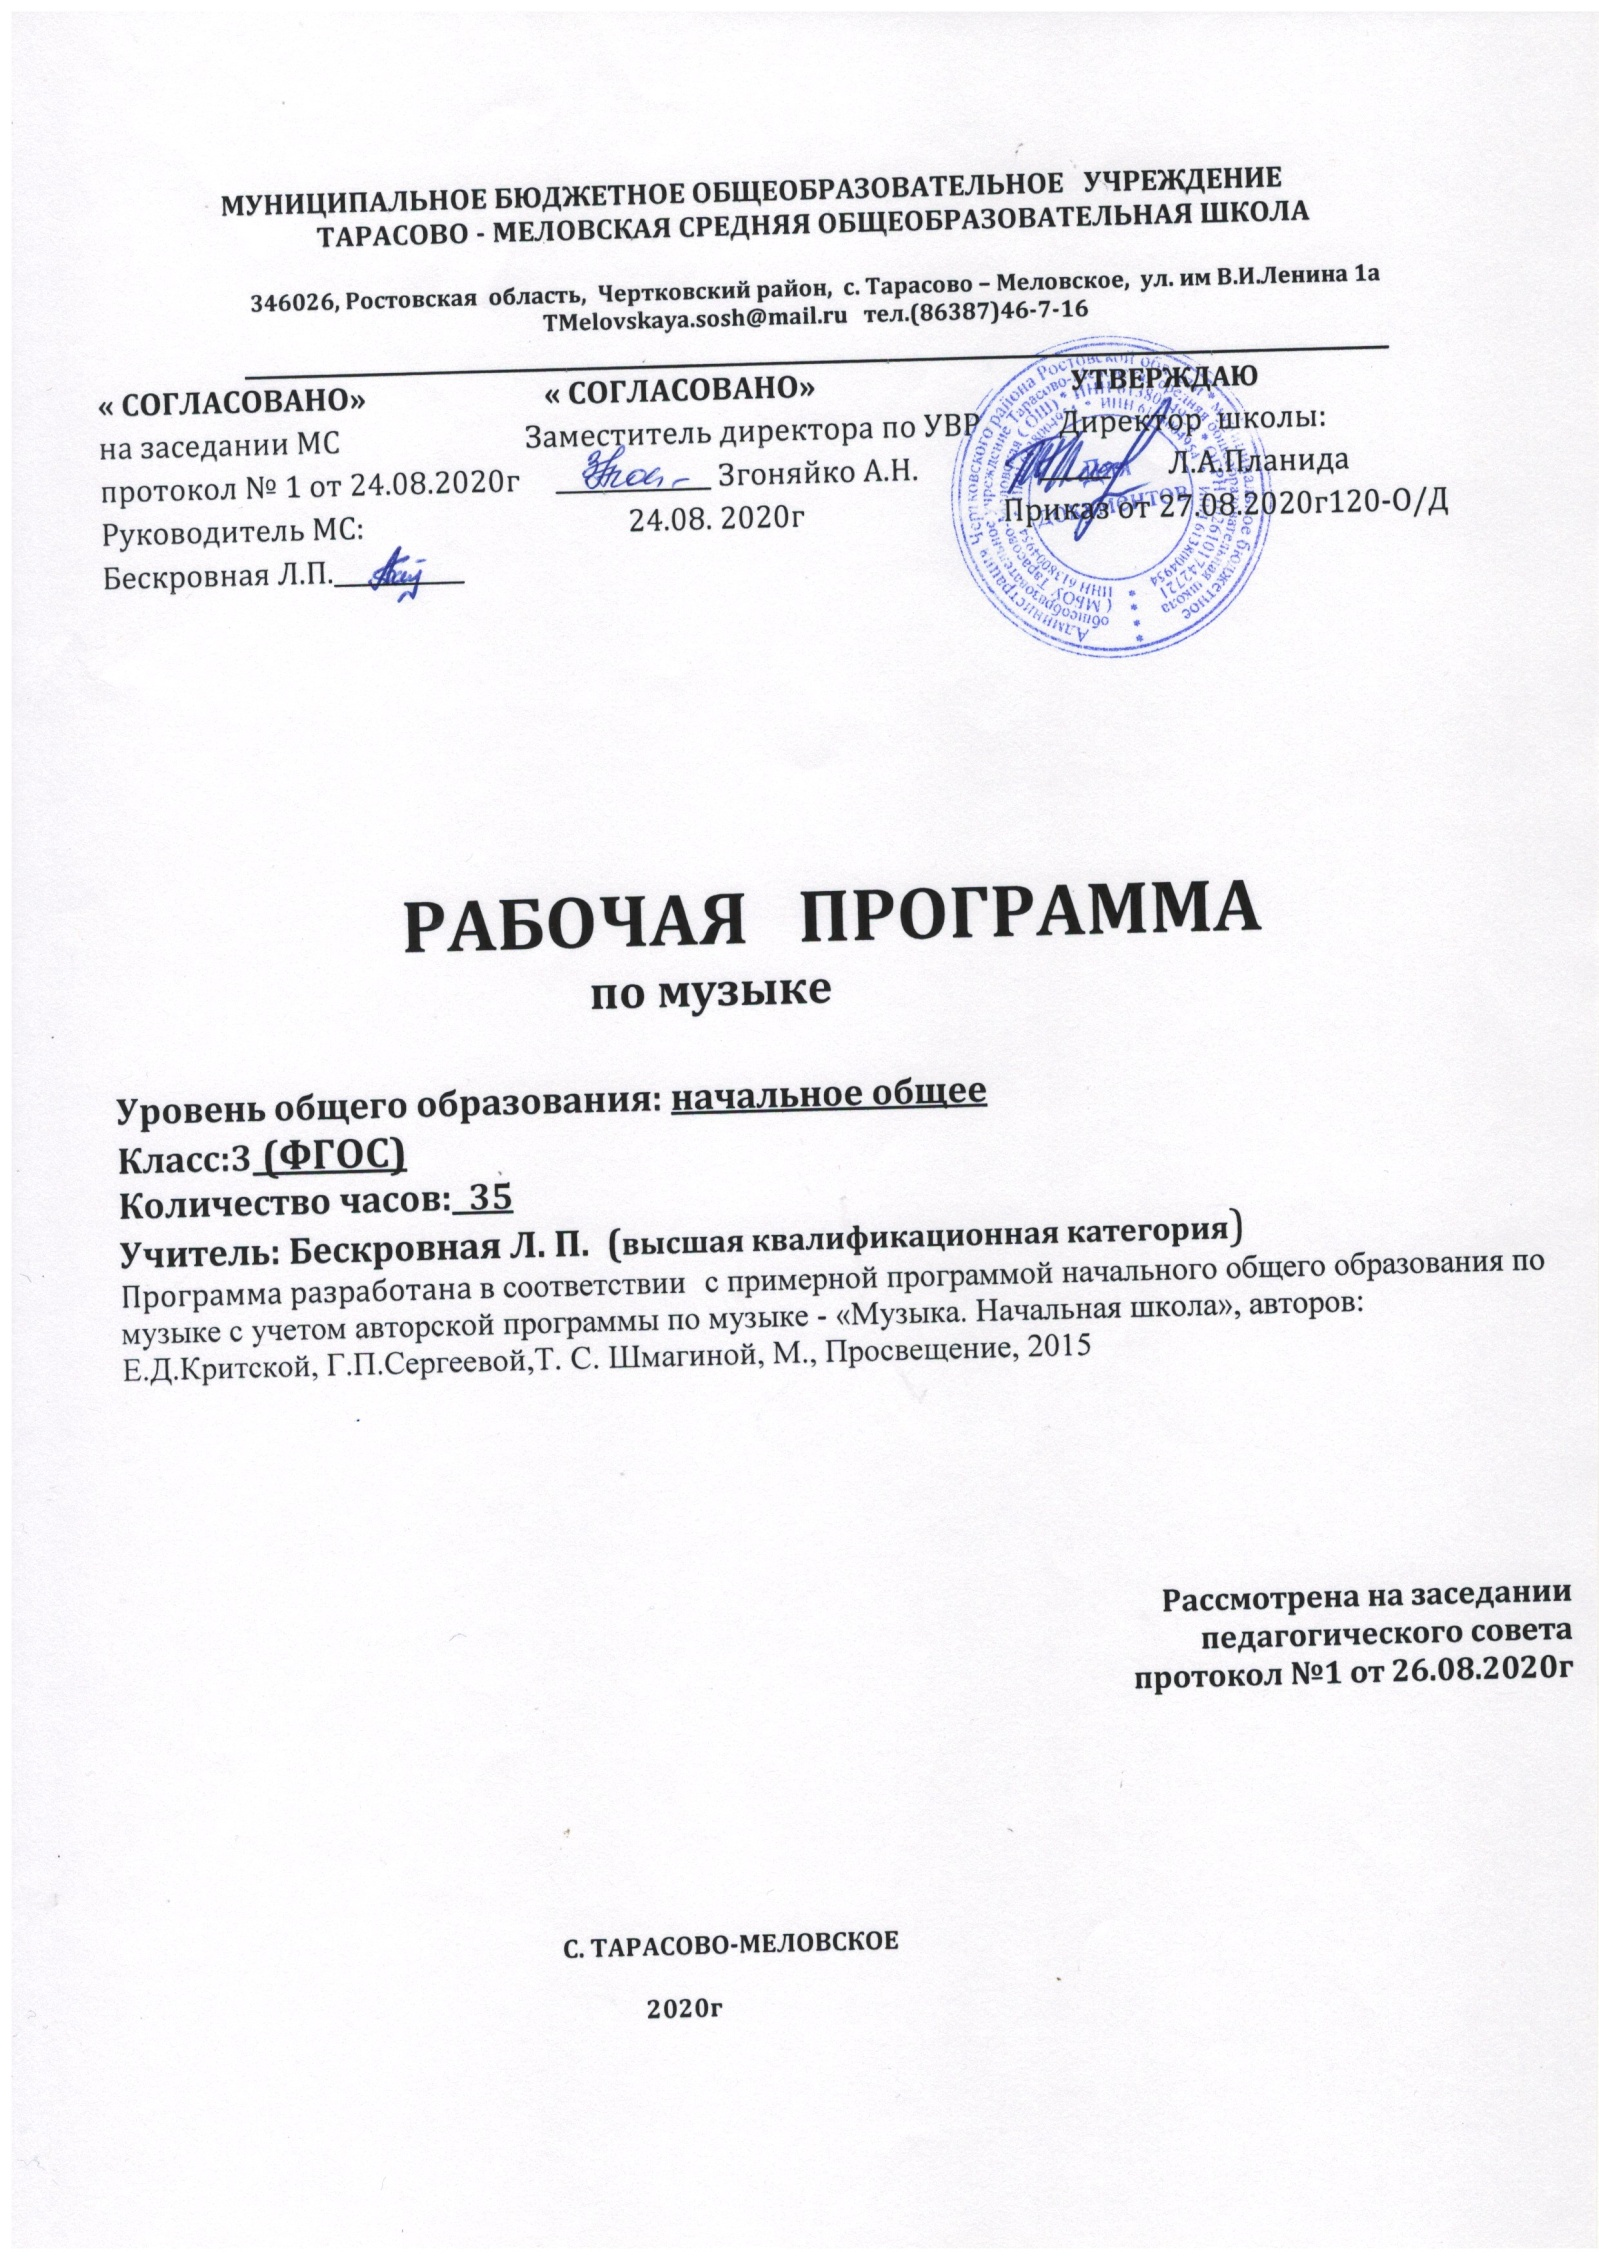 МУНИЦИПАЛЬНОЕ БЮДЖЕТНОЕ ОБЩЕОБРАЗОВАТЕЛЬНОЕ УЧРЕЖДЕНИЕ
ТАРАСОВО - МЕЛОВСКАЯ СРЕДНЯЯ ОБЩЕОБРАЗОВАТЕЛЬНАЯ ШКОЛА
346026, Ростовская область, Чертковский район, с. Тарасово – Меловское, ул. им В.И.Ленина 1а
TMelovskaya.sosh@mail.ru тел.(86387)46-7-16
« СОГЛАСОВАНО»
на заседании МС
протокол № 1 от 24.08.2020г
Руководитель МС:
Бескровная Л.П.
« СОГЛАСОВАНО»
Заместитель директора по УВР
Згоняйко А.Н.
24.08. 2020г
УТВЕРЖДАЮ
Директор школы:
Л.А.Планида
Приказ от 27.08.2020г120-О/Д
РАБОЧАЯ ПРОГРАММА
по музыке
Уровень общего образования: начальное общее
Класс:3 (ФГОС)
Количество часов: 35
Учитель: Бескровная Л. П. (высшая квалификационная категория)
Программа разработана в соответствии с примерной программой начального общего образования по
музыке с учетом авторской программы по музыке - «Музыка. Начальная школа», авторов:
Е.Д.Критской, Г.П.Сергеевой,Т. С. Шмагиной, М., Просвещение, 2015
Рассмотрена на заседании
педагогического совета
протокол №1 от 26.08.2020г
С. ТАРАСОВО-МЕЛОВСКОЕ
2020г